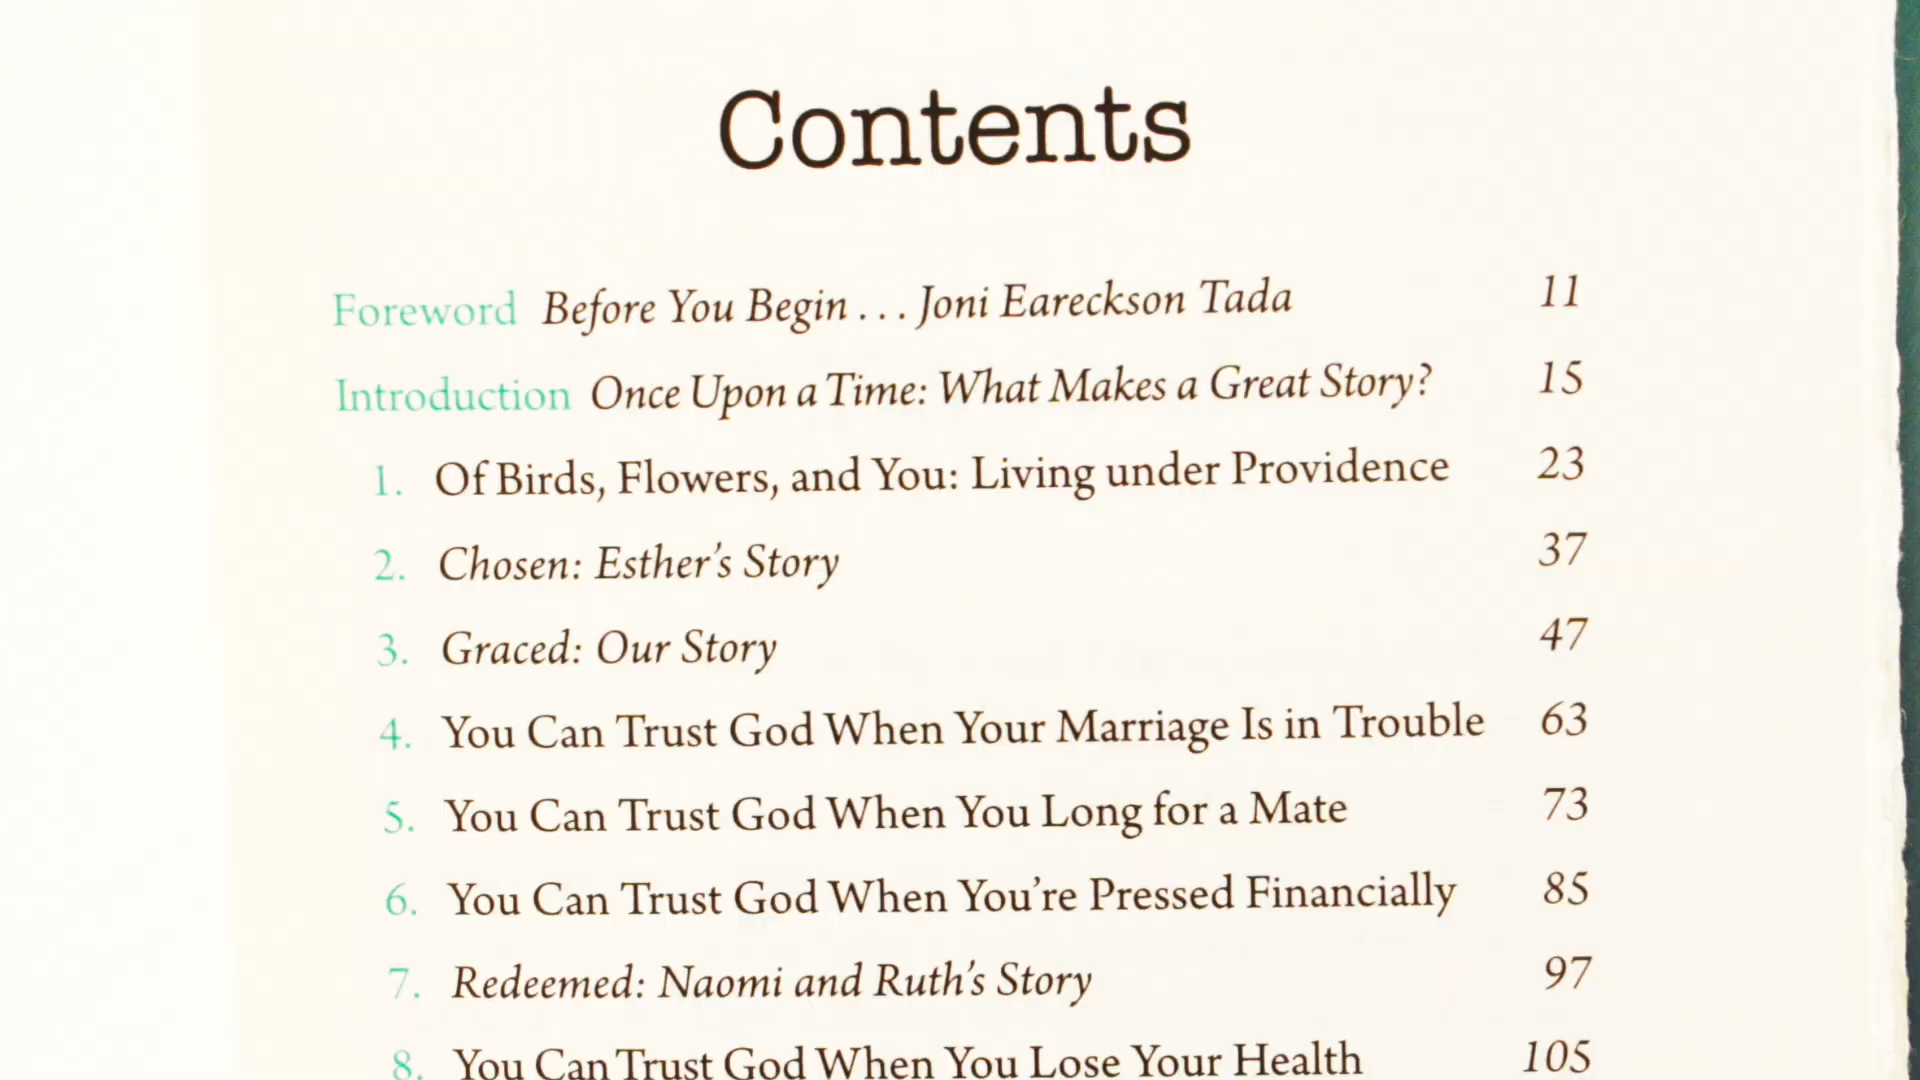 Contents
Foreword Before You Begin . . . Joni Eareckson Tada 11
Introduction Once Upon a Time: What Makes a Great Story? 15
1. Of Birds, Flowers, and You: Living under Providence 23
2. Chosen: Esther’s Story 37
3. Graced: Our Story 47
4. You Can Trust God When Your Marriage Is in Trouble 63
5. You Can Trust God When You Long for a Mate 73
6. You Can Trust God When You’re Pressed Financially 85
7. Redeemed: Naomi and Ruth’s Story 97
8. You Can Trust God When You Lose Your Health 105